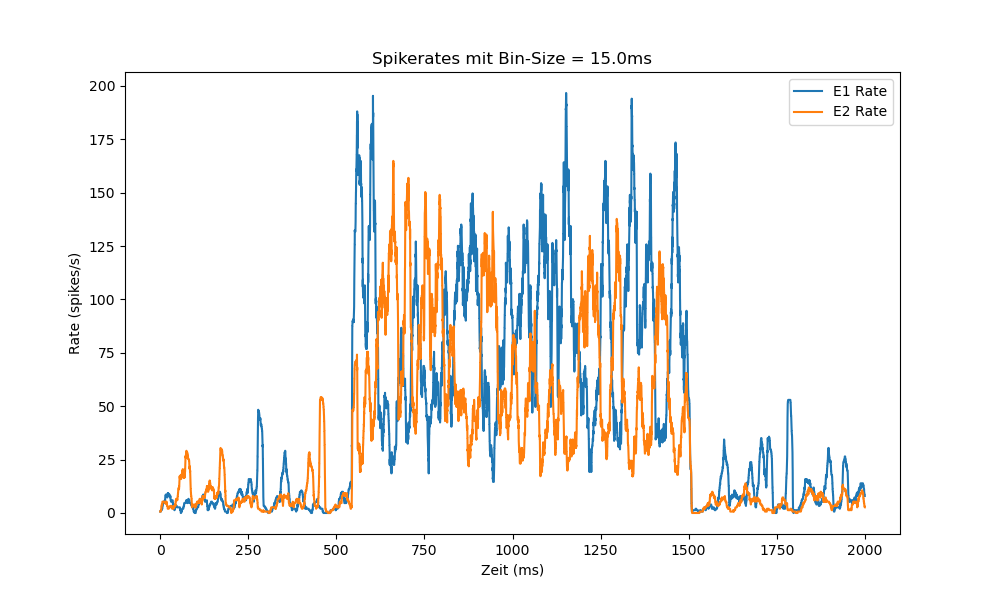 Spikerates mit Bin-Size = 15.0ms
E1 Rate
E2 Rate
200
175
150
125
100
75
50
25
0
Rate (spikes/s)
0 250 500 750 1000 1250 1500 1750 2000
Zeit (ms)